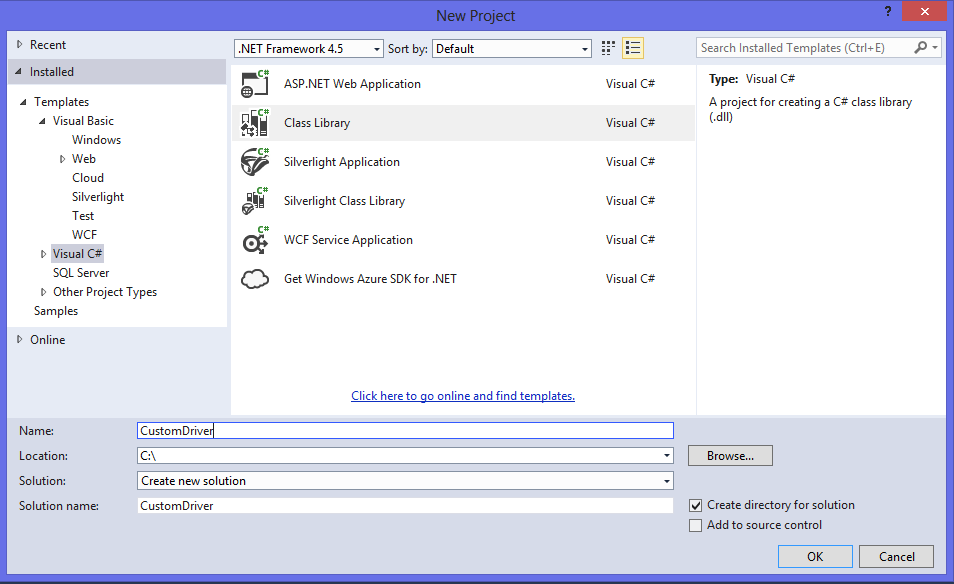 New Project
?
Recent
Installed
Templates
Visual Basic
Windows
Web
Cloud
Silverlight
Test
WCF
Visual C#
SQL Server
Other Project Types
Samples
Online
.NET Framework 4.5 Sort by: Default
C# ASP.NET Web Application Visual C#
C# Class Library Visual C#
C# Silverlight Application Visual C#
C# Silverlight Class Library Visual C#
C# WCF Service Application Visual C#
Get Windows Azure SDK for .NET Visual C#
Click here to go online and find templates.
Search Installed Templates (Ctrl+E)
Type: Visual C#
A project for creating a C# class library
(.dll)
Name: CustomDriver
Location: C:\ Browse...
Solution: Create new solution
Solution name: CustomDriver
Create directory for solution
Add to source control
OK Cancel